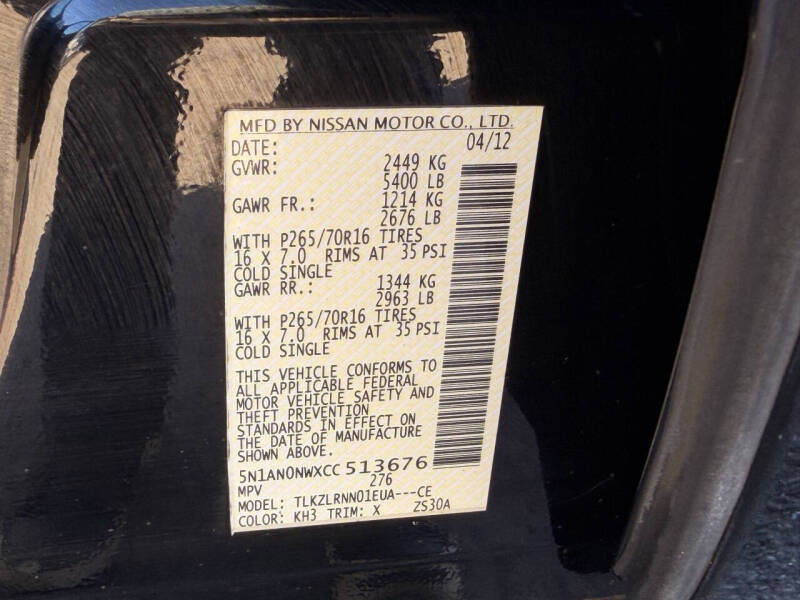 MFD BY NISSAN MOTOR CO., LTD.
DATE: 04/12
GVWR: 2449 KG
5400 LB
GAWR FR.: 1214 KG
2676 LB
WITH P265/70R16 TIRES
16 X 7.0 RIMS AT 35 PSI
COLD SINGLE
GAWR RR.: 1344 KG
2963 LB
WITH P265/70R16 TIRES
16 X 7.0 RIMS AT 35 PSI
COLD SINGLE
THIS VEHICLE CONFORMS TO
ALL APPLICABLE FEDERAL
MOTOR VEHICLE SAFETY AND
THEFT PREVENTION
STANDARDS IN EFFECT ON
THE DATE OF MANUFACTURE
SHOWN ABOVE.
5N1AN0NWXCC 513676
MPV 276
MODEL: TLKZLRNN01EUA---CE
COLOR: KH3 TRIM: X ZS30A